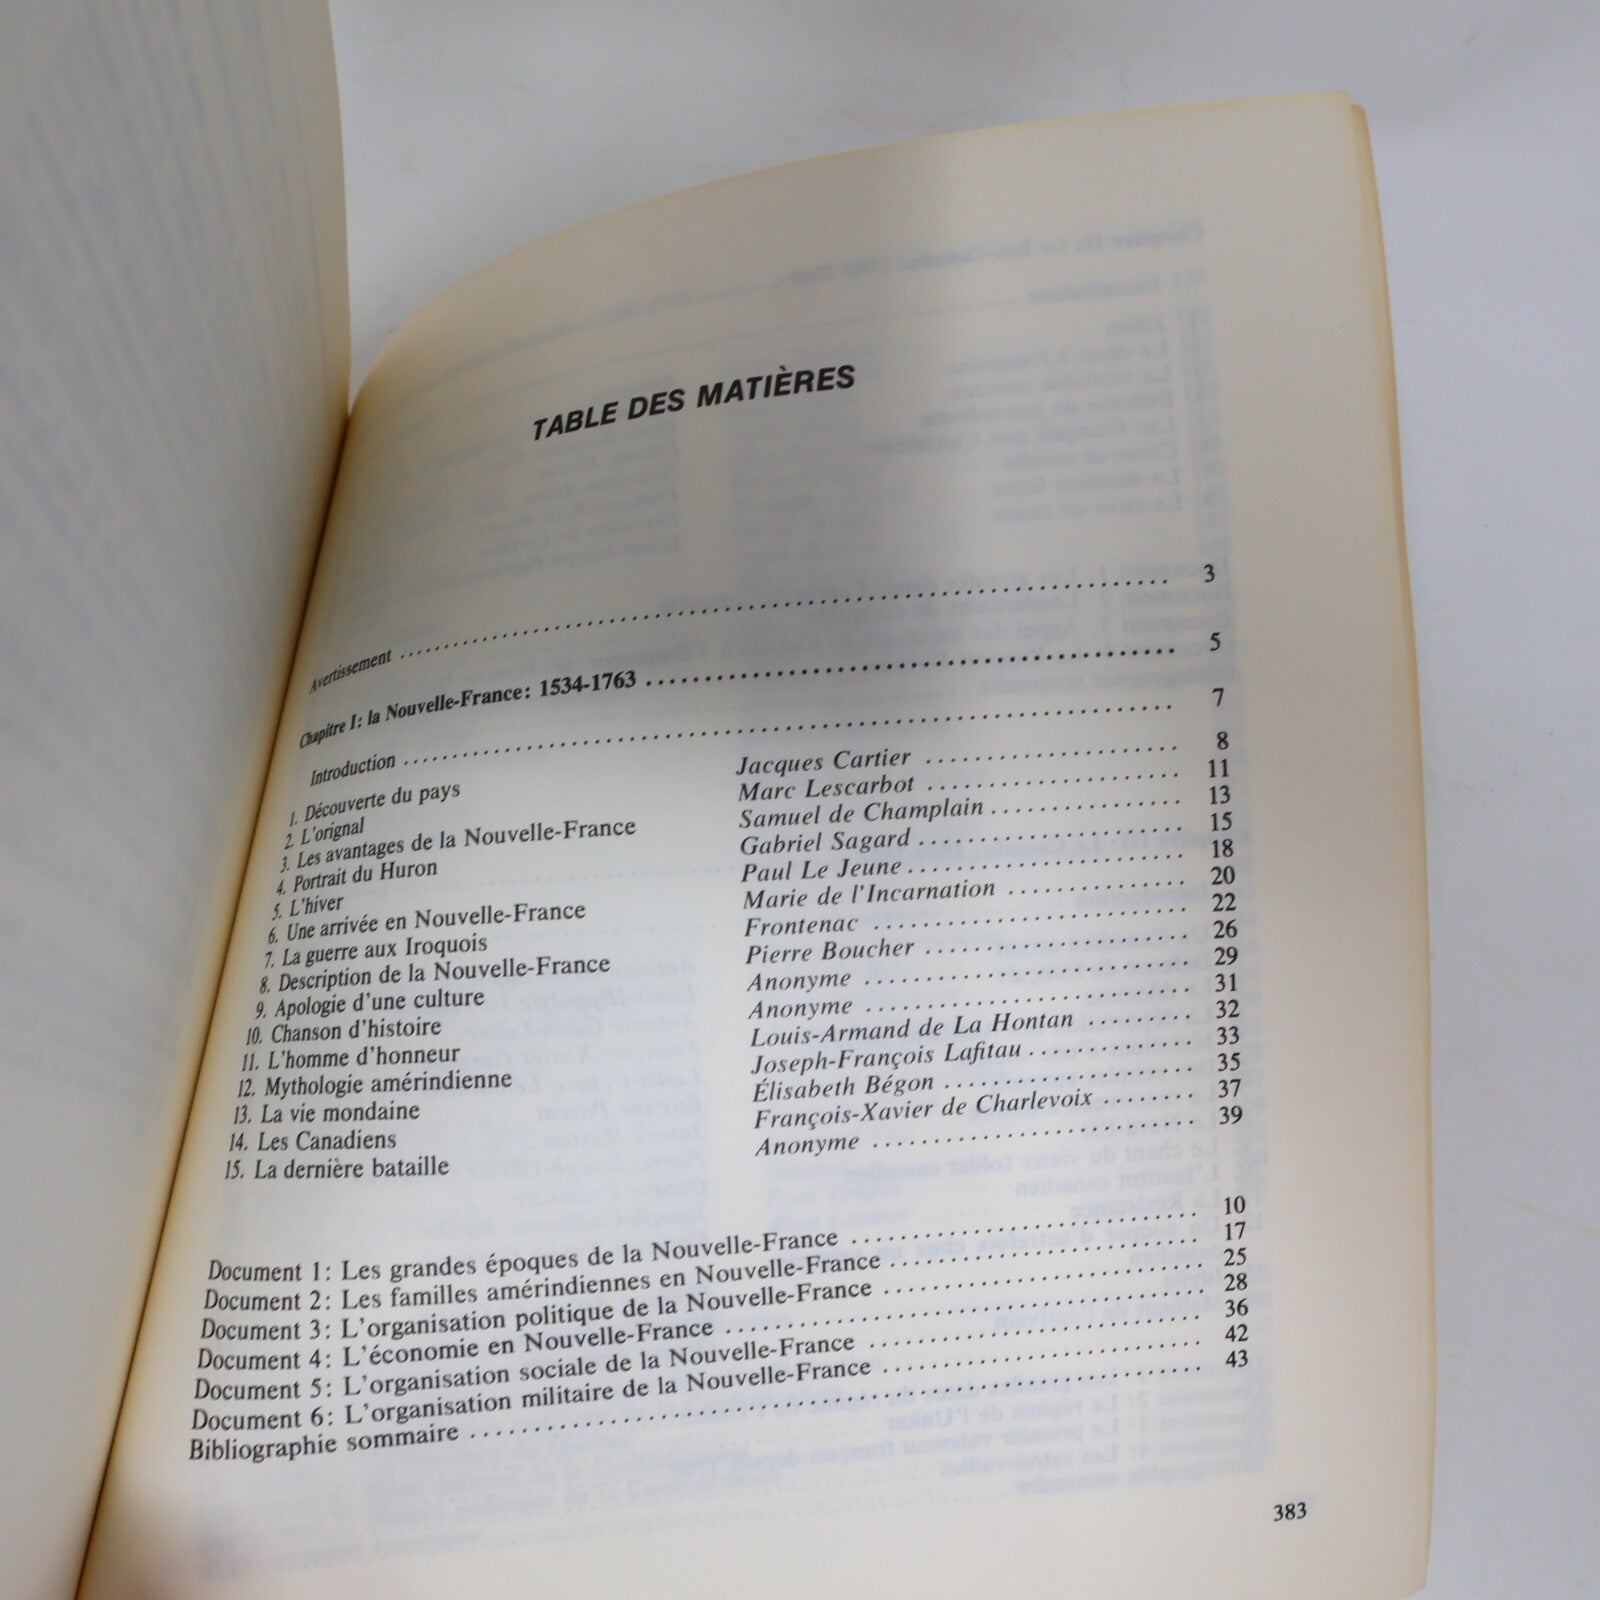 TABLE DES MATIÈRES
Avertissement ........................ 3
Chapitre I: la Nouvelle-France: 1534-1763 ........................ 5
Introduction ........................ 7
1. Découverte du pays Jacques Cartier ........................ 8
2. L'orignal Marc Lescarbot ........................ 11
3. Les avantages de la Nouvelle-France Samuel de Champlain ........................ 13
4. Portrait du Huron Gabriel Sagard ........................ 15
5. L'hiver Paul Le Jeune ........................ 18
6. Une arrivée en Nouvelle-France Marie de l'Incarnation ........................ 20
7. La guerre aux Iroquois Frontenac ........................ 22
8. Description de la Nouvelle-France Pierre Boucher ........................ 26
9. Apologie d'une culture Anonyme ........................ 29
10. Chanson d'histoire Anonyme ........................ 31
11. L'homme d'honneur Louis-Armand de La Hontan ........................ 32
12. Mythologie amérindienne Joseph-François Lafitau ........................ 33
13. La vie mondaine Élisabeth Bégon ........................ 35
14. Les Canadiens François-Xavier de Charlevoix ........................ 37
15. La dernière bataille Anonyme ........................ 39
Document 1: Les grandes époques de la Nouvelle-France ........................ 10
Document 2: Les familles amérindiennes en Nouvelle-France ........................ 17
Document 3: L'organisation politique de la Nouvelle-France ........................ 25
Document 4: L'économie en Nouvelle-France ........................ 28
Document 5: L'organisation sociale de la Nouvelle-France ........................ 36
Document 6: L'organisation militaire de la Nouvelle-France ........................ 42
Bibliographie sommaire ........................ 43
383